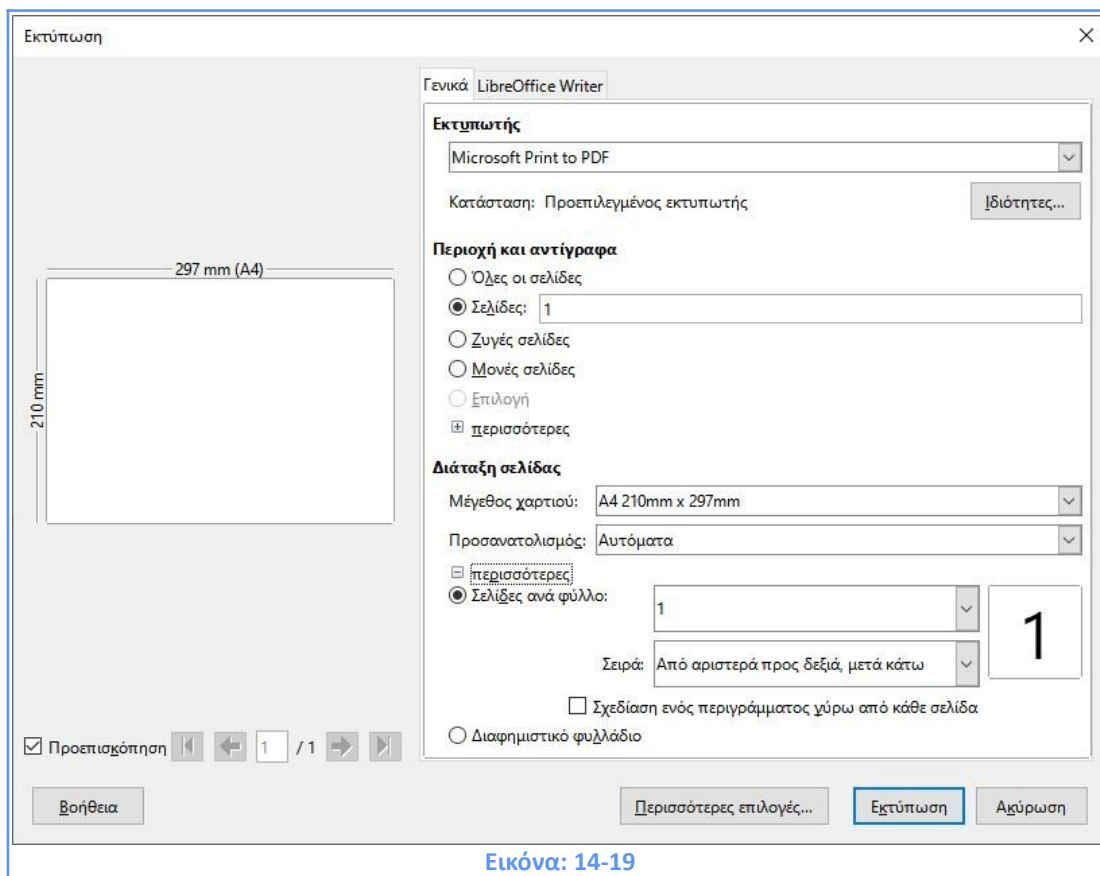 Εκτύπωση
Γενικά LibreOffice Writer
Εκτυπωτής
Microsoft Print to PDF
Κατάσταση: Προεπιλεγμένος εκτυπωτής Ιδιότητες...
Περιοχή και αντίγραφα
297 mm (A4)
Όλες οι σελίδες
Σελίδες: 1
Ζυγές σελίδες
Μονές σελίδες
210 mm
Επιλογή
περισσότερες
Διάταξη σελίδας
Μέγεθος χαρτιού: A4 210mm x 297mm
Προσανατολισμός: Αυτόματα
περισσότερες
Σελίδες ανά φύλλο: 1
1
Σειρά: Από αριστερά προς δεξιά, μετά κάτω
Σχεδίαση ενός περιγράμματος γύρω από κάθε σελίδα
Διαφημιστικό φυλλάδιο
Προεπισκόπηση 1 / 1
Βοήθεια Περισσότερες επιλογές... Εκτύπωση Ακύρωση
Εικόνα: 14-19